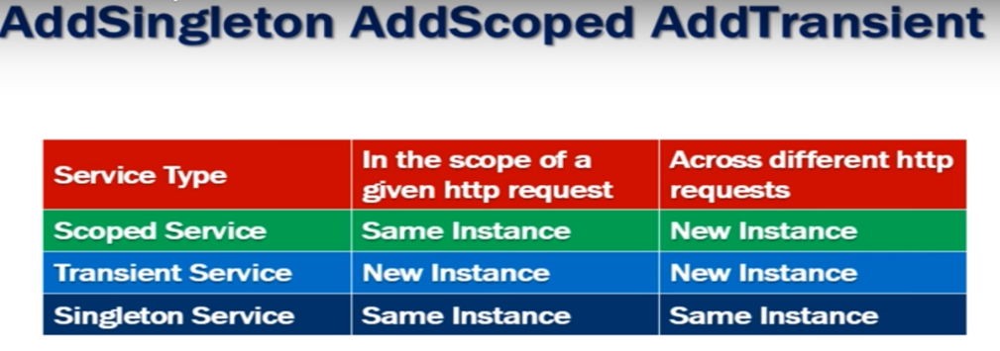 AddSingleton AddScoped AddTransient
Service Type
In the scope of a
given http request
Across different http
requests
Scoped Service
Same Instance
New Instance
Transient Service
New Instance
New Instance
Singleton Service
Same Instance
Same Instance